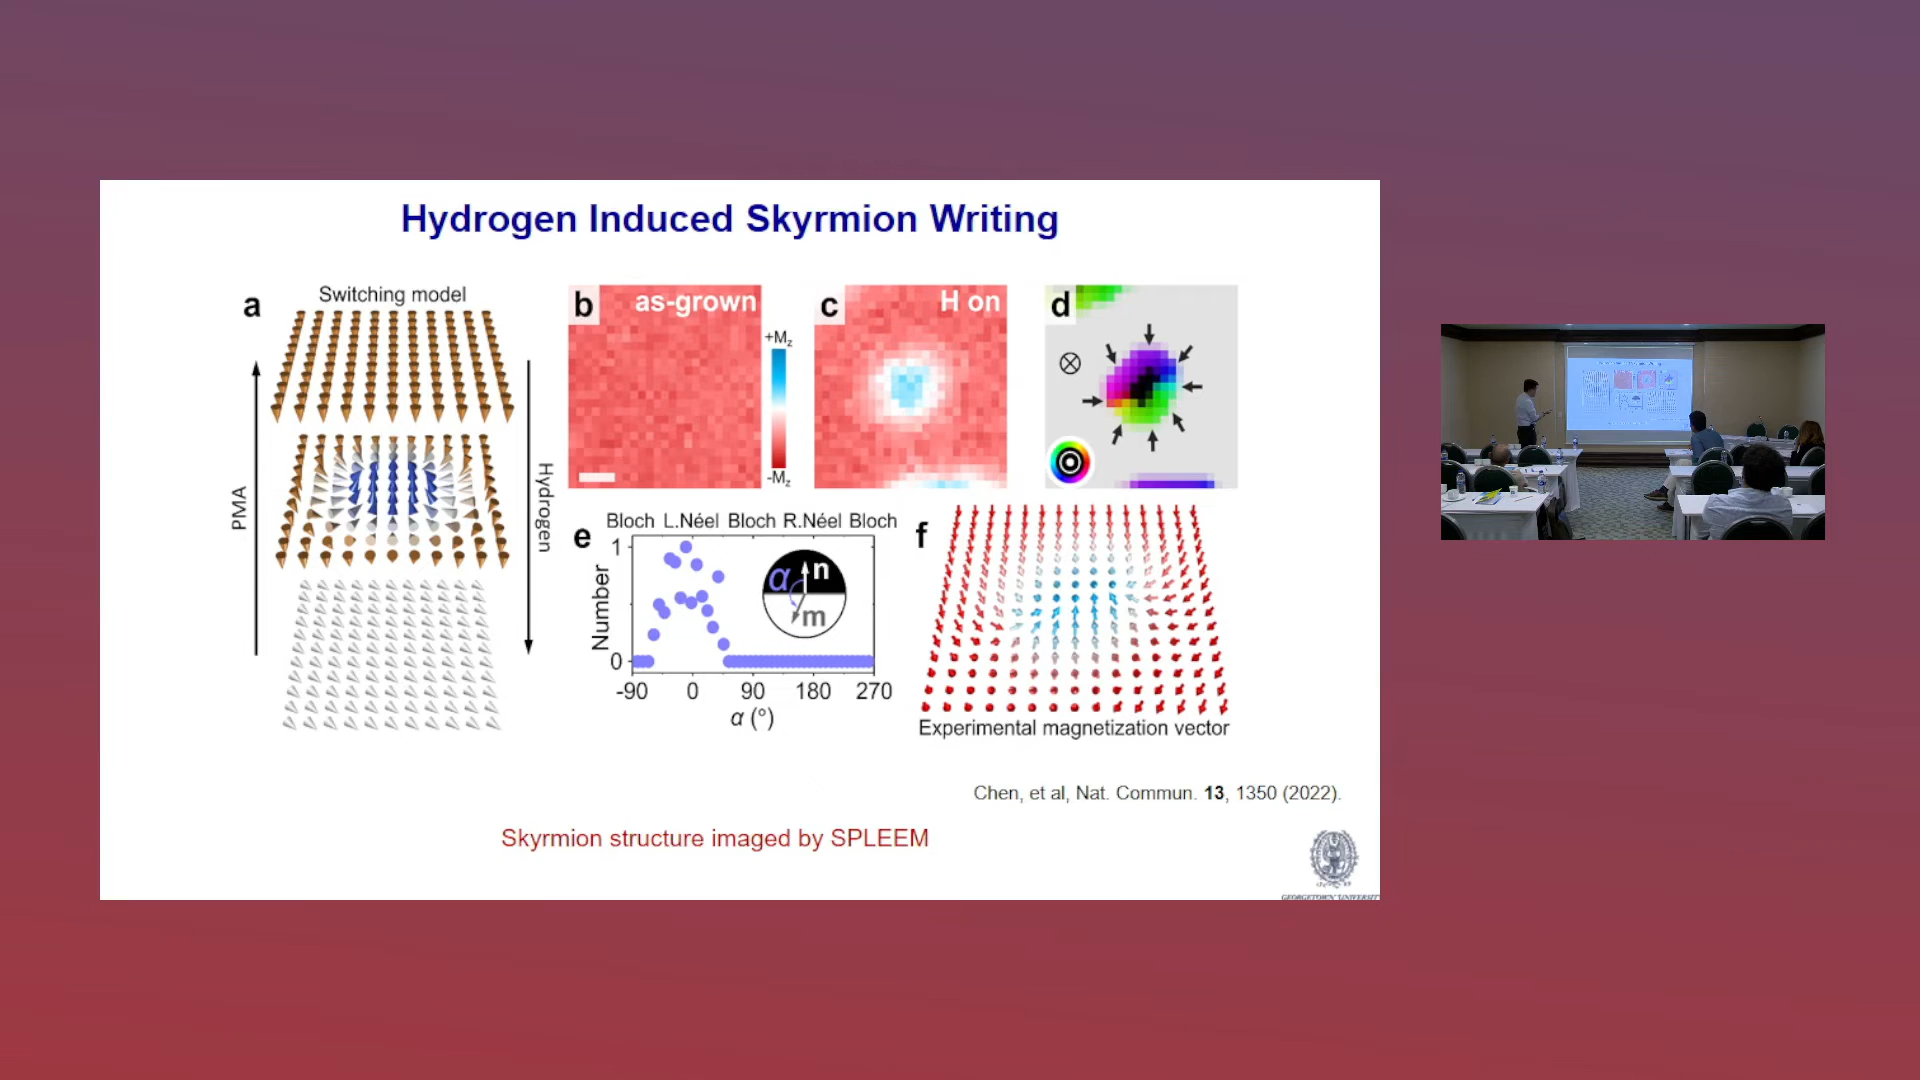 Hydrogen Induced Skyrmion Writing
a
Switching model
PMA
Hydrogen
b
as-grown
+Mz
-Mz
c
H on
d
e
Bloch L.Néel Bloch R.Néel Bloch
Number
1
0
α
n
m
-90 0 90 180 270
α (°)
f
Experimental magnetization vector
Chen, et al, Nat. Commun. 13, 1350 (2022).
Skyrmion structure imaged by SPLEEM
GEORGETOWN UNIVERSITY